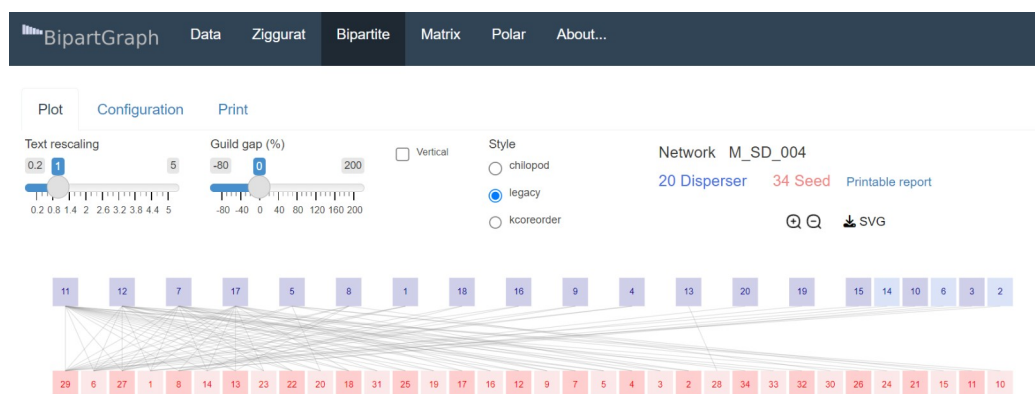 BipartGraph Data Ziggurat Bipartite Matrix Polar About...
Plot Configuration Print
Text rescaling Guild gap (%) Vertical Style Network M_SD_004
0.2 1 5 -80 0 200 chilopod
20 Disperser 34 Seed Printable report
legacy
0.2 0.8 1.4 2 2.6 3.2 3.8 4.4 5 -80 -40 0 40 80 120 160 200
kcoreorder SVG
11 12 7 17 5 8 1 18 16 9 4 13 20 19 15 14 10 6 3 2
29 6 27 1 8 14 13 23 22 20 18 31 25 19 17 16 12 9 7 5 4 3 2 28 34 33 32 30 26 24 21 15 11 10